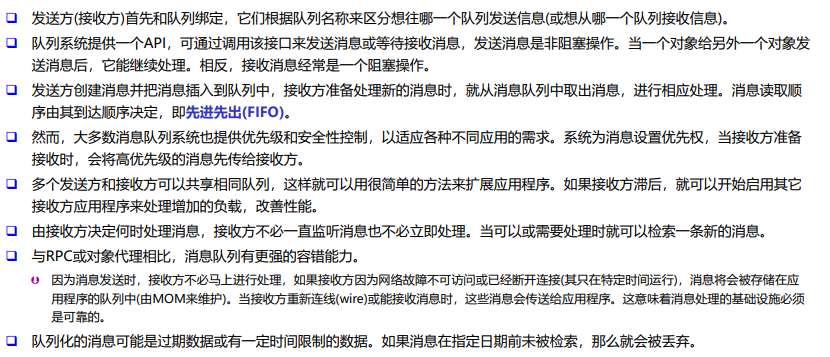 发送方(接收方)首先和队列绑定，它们根据队列名称来区分想往哪一个队列发送信息(或想从哪一个队列接收信息)。
队列系统提供一个API，可通过调用该接口来发送消息或等待接收消息，发送消息是非阻塞操作。当一个对象给另外一个对象发
送消息后，它能继续处理。相反，接收消息经常是一个阻塞操作。
发送方创建消息并把消息插入到队列中，接收方准备处理新的消息时，就从消息队列中取出消息，进行相应处理。消息读取顺
序由其到达顺序决定，即先进先出(FIFO)。
然而，大多数消息队列系统也提供优先级和安全性控制，以适应各种不同应用的需求。系统为消息设置优先权，当接收方准备
接收时，会将高优先级的消息先传给接收方。
多个发送方和接收方可以共享相同队列，这样就可以用很简单的方法来扩展应用程序。如果接收方滞后，就可以开始启用其它
接收方应用程序来处理增加的负载，改善性能。
由接收方决定何时处理消息，接收方不必一直监听消息也不必立即处理。当可以或需要处理时就可以检索一条新的消息。
与RPC或对象代理相比，消息队列有更强的容错能力。
因为消息发送时，接收方不必马上进行处理，如果接收方因为网络故障不可访问或已经断开连接(其只在特定时间运行)，消息将会被存储在应
用程序的队列中(由MOM来维护)。当接收方重新连线(wire)或能接收消息时，这些消息会传送给应用程序。这意味着消息处理的基础设施必须
是可靠的。
队列化的消息可能是过期数据或有一定时间限制的数据。如果消息在指定日期前未被检索，那么就会被丢弃。